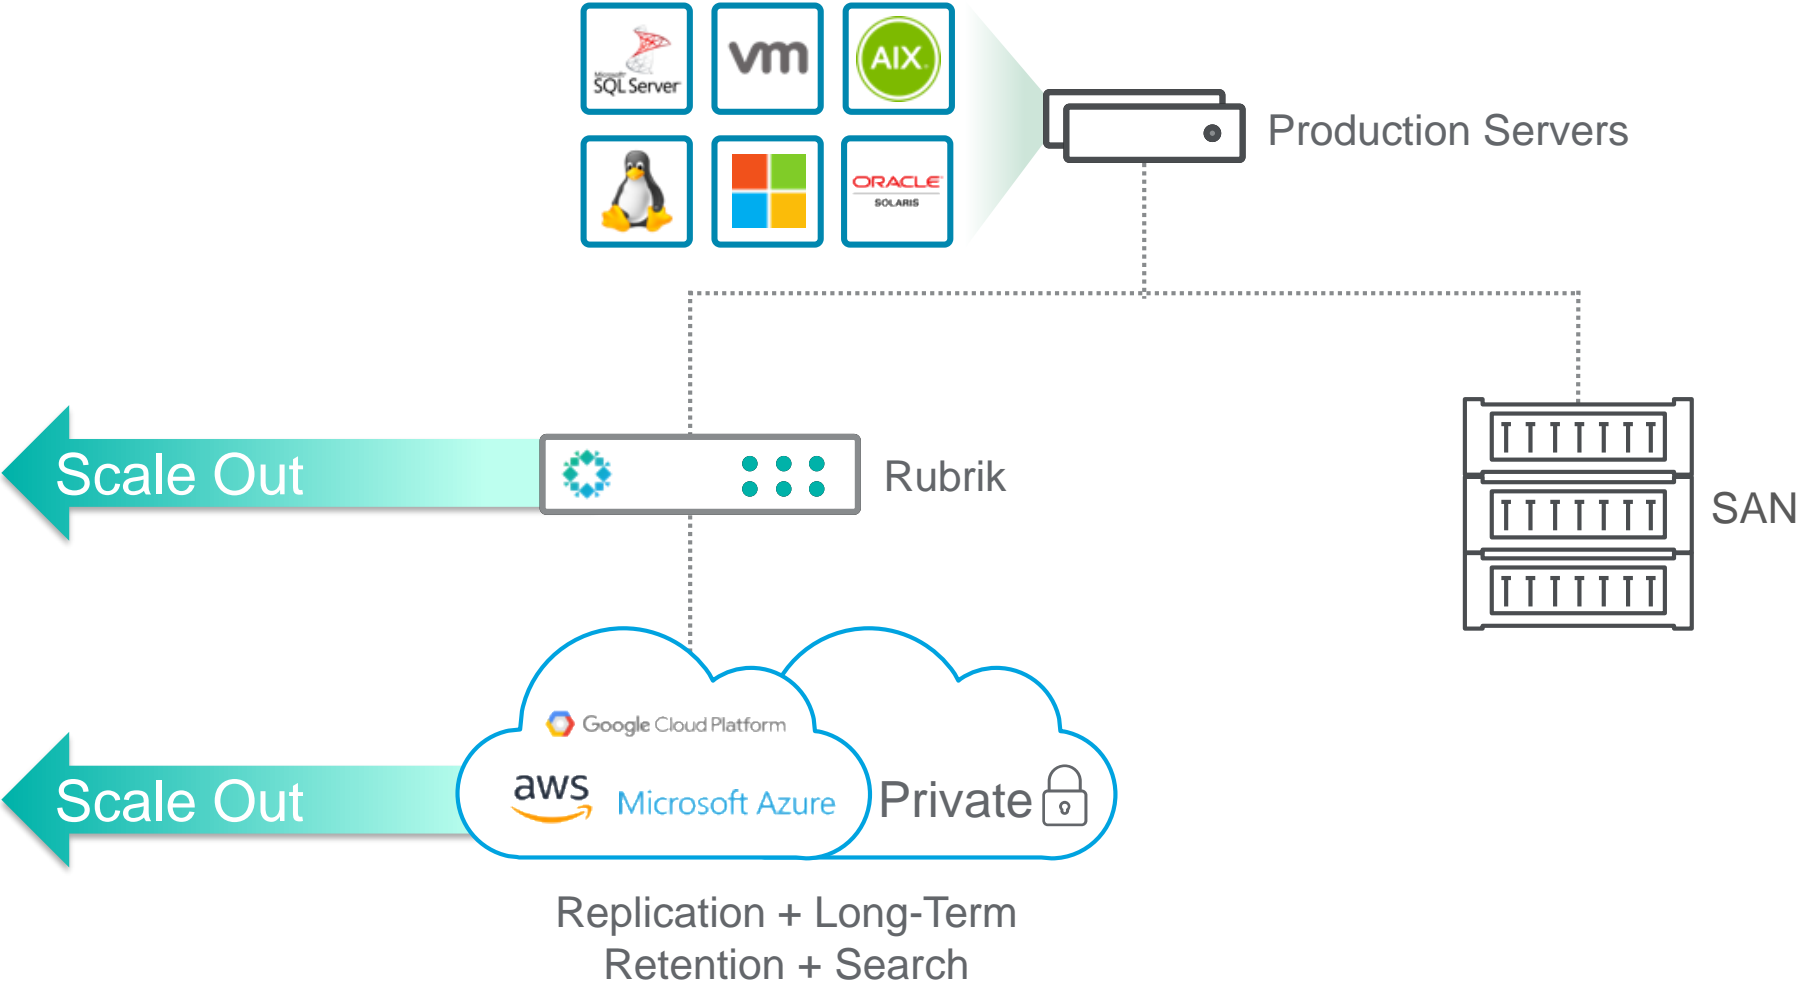 Microsoft
SQL Server
vm
AIX
ORACLE
SOLARIS
Production Servers
Scale Out
Rubrik
SAN
Google Cloud Platform
aws
Microsoft Azure
Private
Scale Out
Replication + Long-Term
Retention + Search